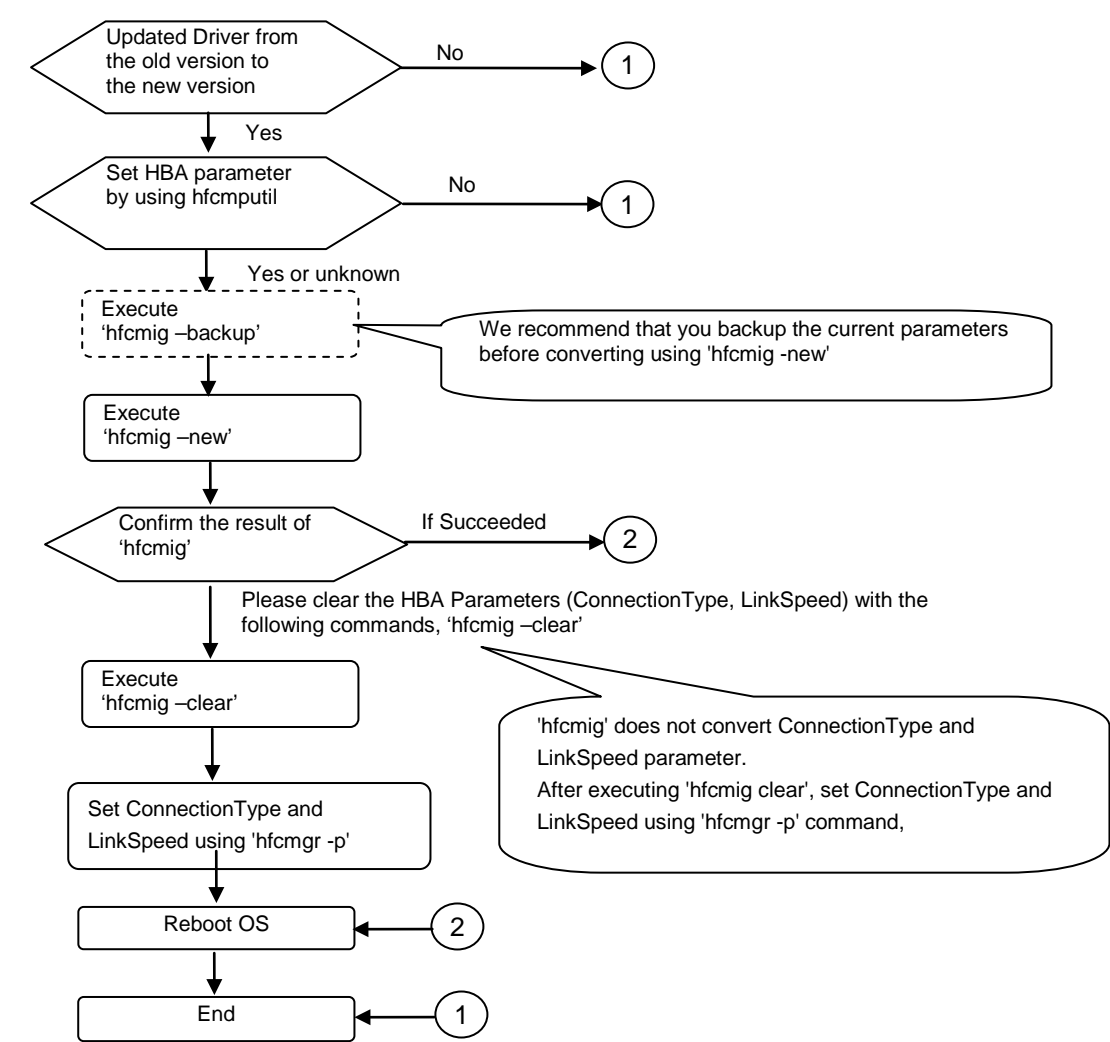 Updated Driver from
the old version to
the new version
No
1
Yes
Set HBA parameter
by using hfcmputil
No
1
Yes or unknown
Execute
‘hfcmig –backup’
We recommend that you backup the current parameters
before converting using 'hfcmig -new'
Execute
‘hfcmig –new’
Confirm the result of
‘hfcmig’
If Succeeded
2
Please clear the HBA Parameters (ConnectionType, LinkSpeed) with the
following commands, ‘hfcmig –clear’
Execute
‘hfcmig –clear’
'hfcmig' does not convert ConnectionType and
LinkSpeed parameter.
After executing 'hfcmig clear', set ConnectionType and
LinkSpeed using 'hfcmgr -p' command,
Set ConnectionType and
LinkSpeed using 'hfcmgr -p'
Reboot OS
2
End
1